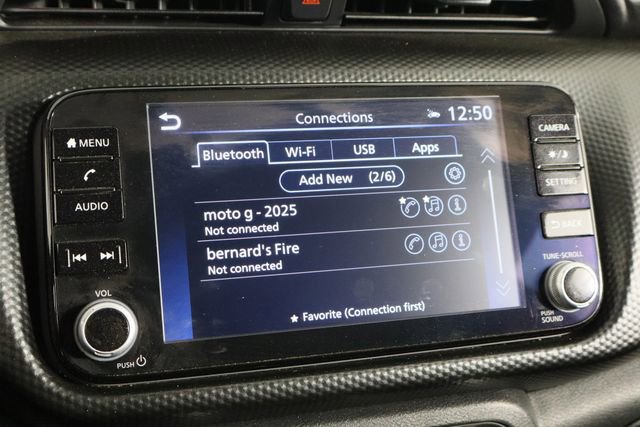 Connections
12:50
Bluetooth Wi-Fi USB Apps
Add New (2/6)
moto g - 2025
Not connected
bernard's Fire
Not connected
★ Favorite (Connection first)
MENU
AUDIO
VOL
PUSH
CAMERA
SETTING
BACK
TUNE·SCROLL
PUSH
SOUND